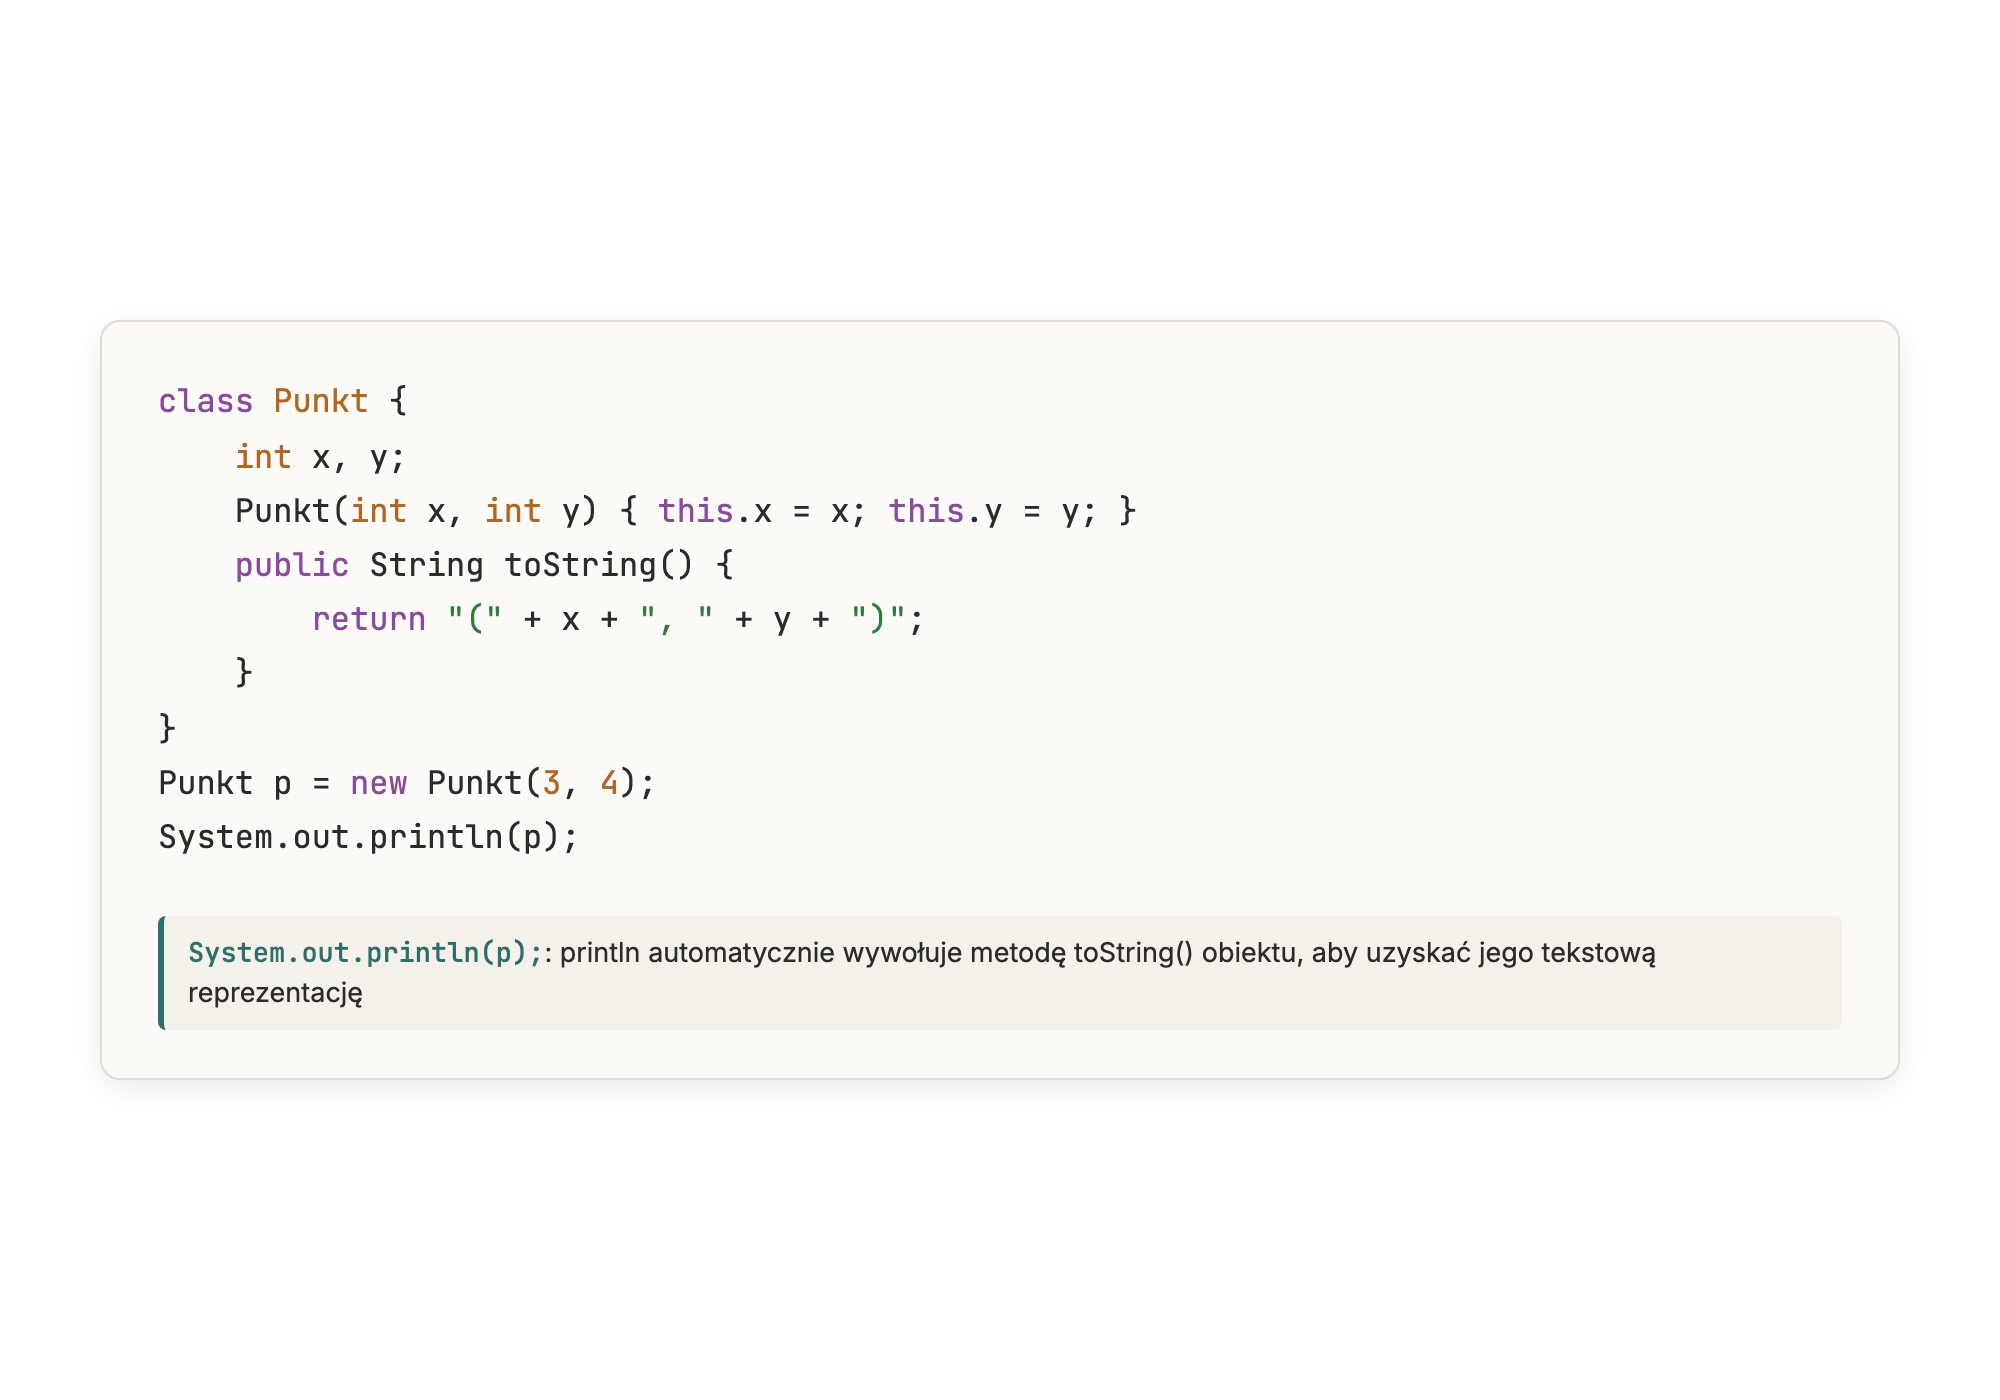 class Punkt {
    int x, y;
    Punkt(int x, int y) { this.x = x; this.y = y; }
    public String toString() {
        return "(" + x + ", " + y + ")";
    }
}
Punkt p = new Punkt(3, 4);
System.out.println(p);
System.out.println(p);: println automatycznie wywołuje metodę toString() obiektu, aby uzyskać jego tekstową
reprezentację